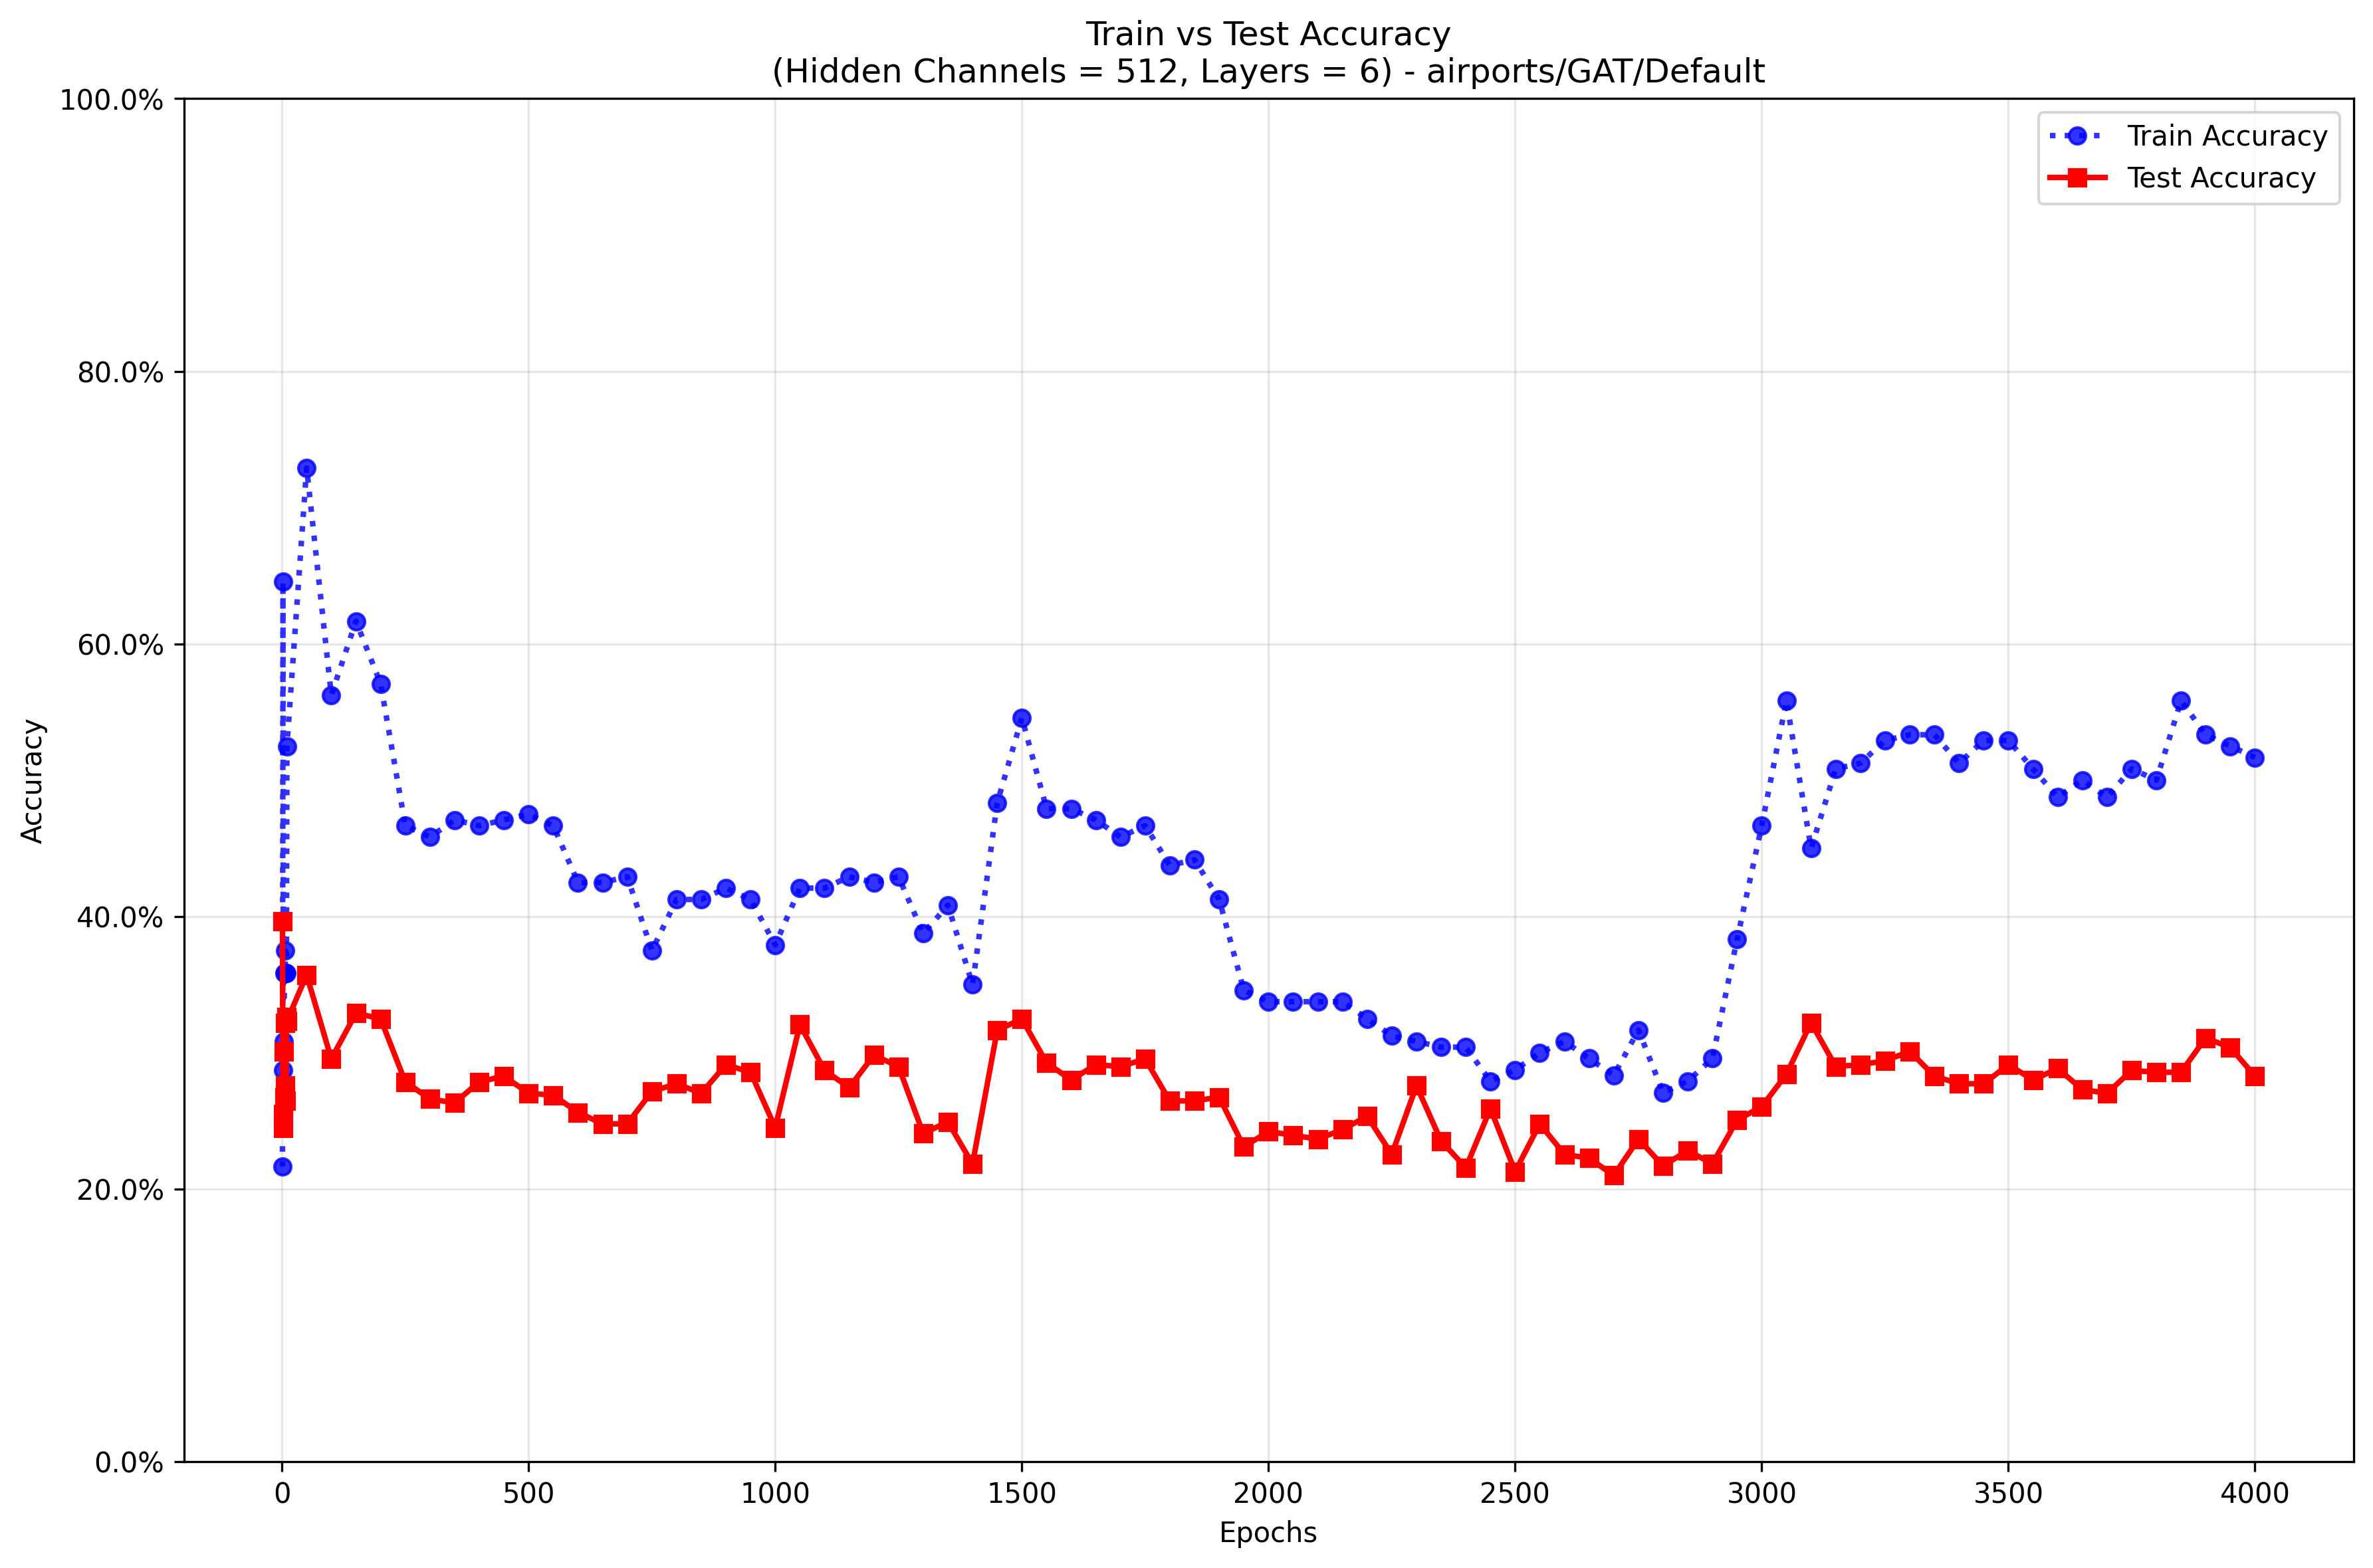 Train vs Test Accuracy
(Hidden Channels = 512, Layers = 6) - airports/GAT/Default
100.0%
80.0%
60.0%
40.0%
20.0%
0.0%
Accuracy
Train Accuracy
Test Accuracy
0 500 1000 1500 2000 2500 3000 3500 4000
Epochs